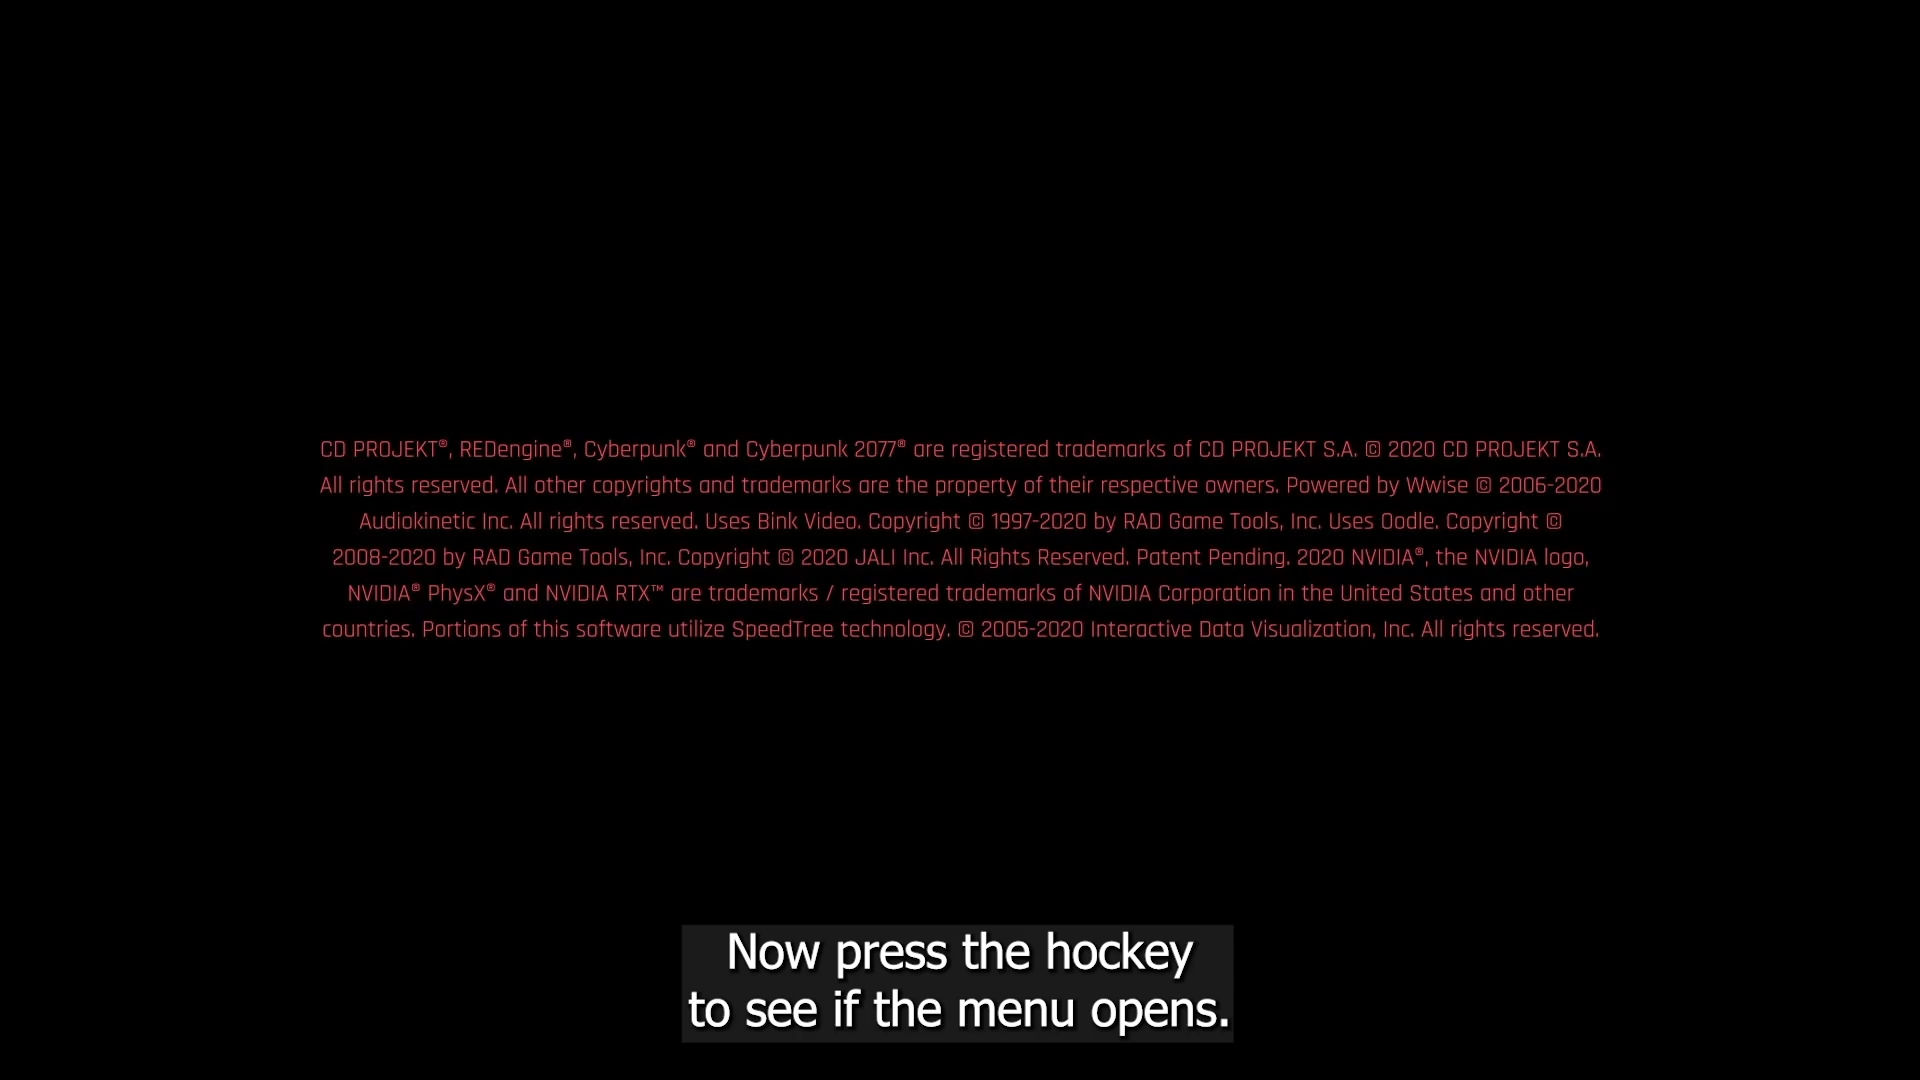 CD PROJEKT®, REDengine®, Cyberpunk® and Cyberpunk 2077® are registered trademarks of CD PROJEKT S.A. © 2020 CD PROJEKT S.A.
All rights reserved. All other copyrights and trademarks are the property of their respective owners. Powered by Wwise © 2006-2020
Audiokinetic Inc. All rights reserved. Uses Bink Video. Copyright © 1997-2020 by RAD Game Tools, Inc. Uses Oodle. Copyright ©
2008-2020 by RAD Game Tools, Inc. Copyright © 2020 JALI Inc. All Rights Reserved. Patent Pending. 2020 NVIDIA®, the NVIDIA logo,
NVIDIA® PhysX® and NVIDIA RTX™ are trademarks / registered trademarks of NVIDIA Corporation in the United States and other
countries. Portions of this software utilize SpeedTree technology. © 2005-2020 Interactive Data Visualization, Inc. All rights reserved.
Now press the hockey
to see if the menu opens.